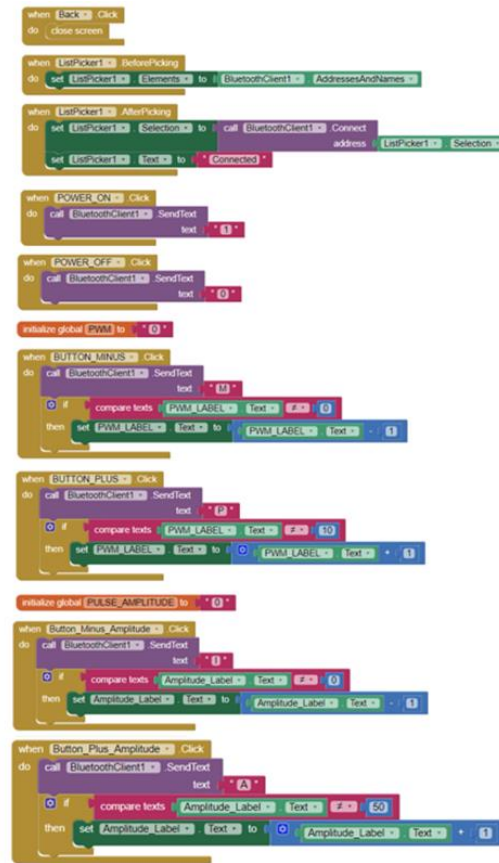 when Back .Click
do close screen
when ListPicker1 .BeforePicking
do set ListPicker1 . Elements to BluetoothClient1 . AddressesAndNames
when ListPicker1 .AfterPicking
do set ListPicker1 . Selection to call BluetoothClient1 .Connect
address ListPicker1 . Selection
set ListPicker1 . Text to " Connected "
when POWER_ON .Click
do call BluetoothClient1 .SendText
text " 1 "
when POWER_OFF .Click
do call BluetoothClient1 .SendText
text " 0 "
initialize global PWM to " 0 "
when BUTTON_MINUS .Click
do call BluetoothClient1 .SendText
text " M "
if compare texts PWM_LABEL . Text ≠ 0
then set PWM_LABEL . Text to PWM_LABEL . Text - 1
when BUTTON_PLUS .Click
do call BluetoothClient1 .SendText
text " P "
if compare texts PWM_LABEL . Text ≠ 10
then set PWM_LABEL . Text to PWM_LABEL . Text + 1
initialize global PULSE_AMPLITUDE to " 0 "
when Button_Minus_Amplitude .Click
do call BluetoothClient1 .SendText
text " I "
if compare texts Amplitude_Label . Text ≠ 0
then set Amplitude_Label . Text to Amplitude_Label . Text - 1
when Button_Plus_Amplitude .Click
do call BluetoothClient1 .SendText
text " A "
if compare texts Amplitude_Label . Text ≠ 50
then set Amplitude_Label . Text to Amplitude_Label . Text + 1